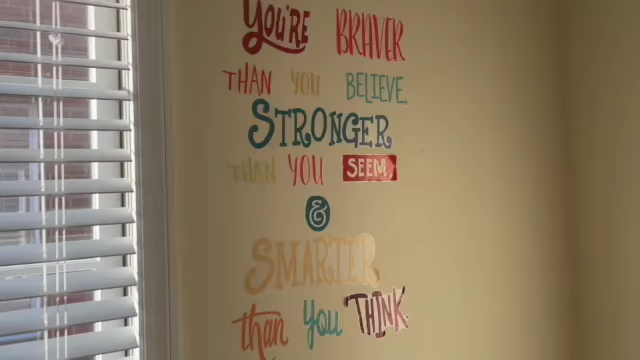 YOU'RE BRAVER
THAN YOU BELIEVE,
STRONGER
THAN YOU SEEM,
&
SMARTER
than you THINK.